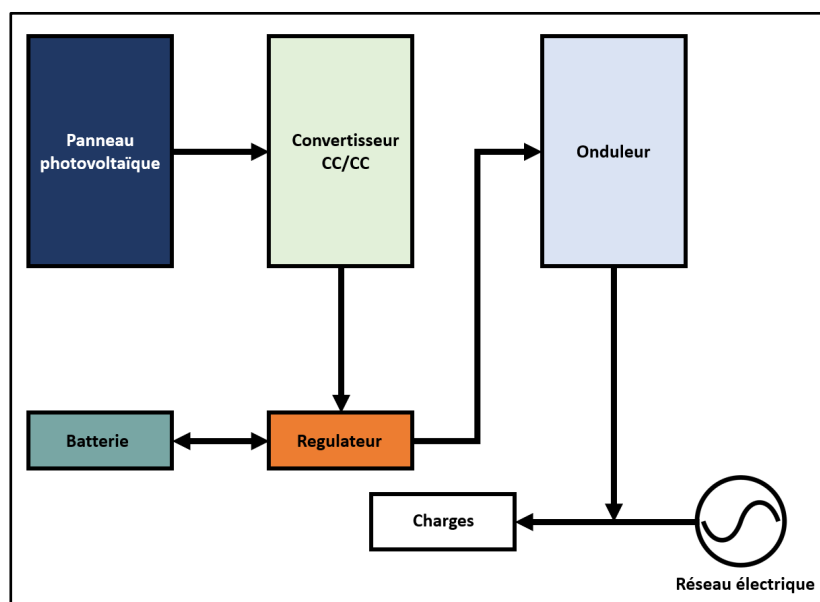 Panneau
photovoltaïque
Convertisseur
CC/CC
Onduleur
Batterie
Regulateur
Charges
Réseau électrique